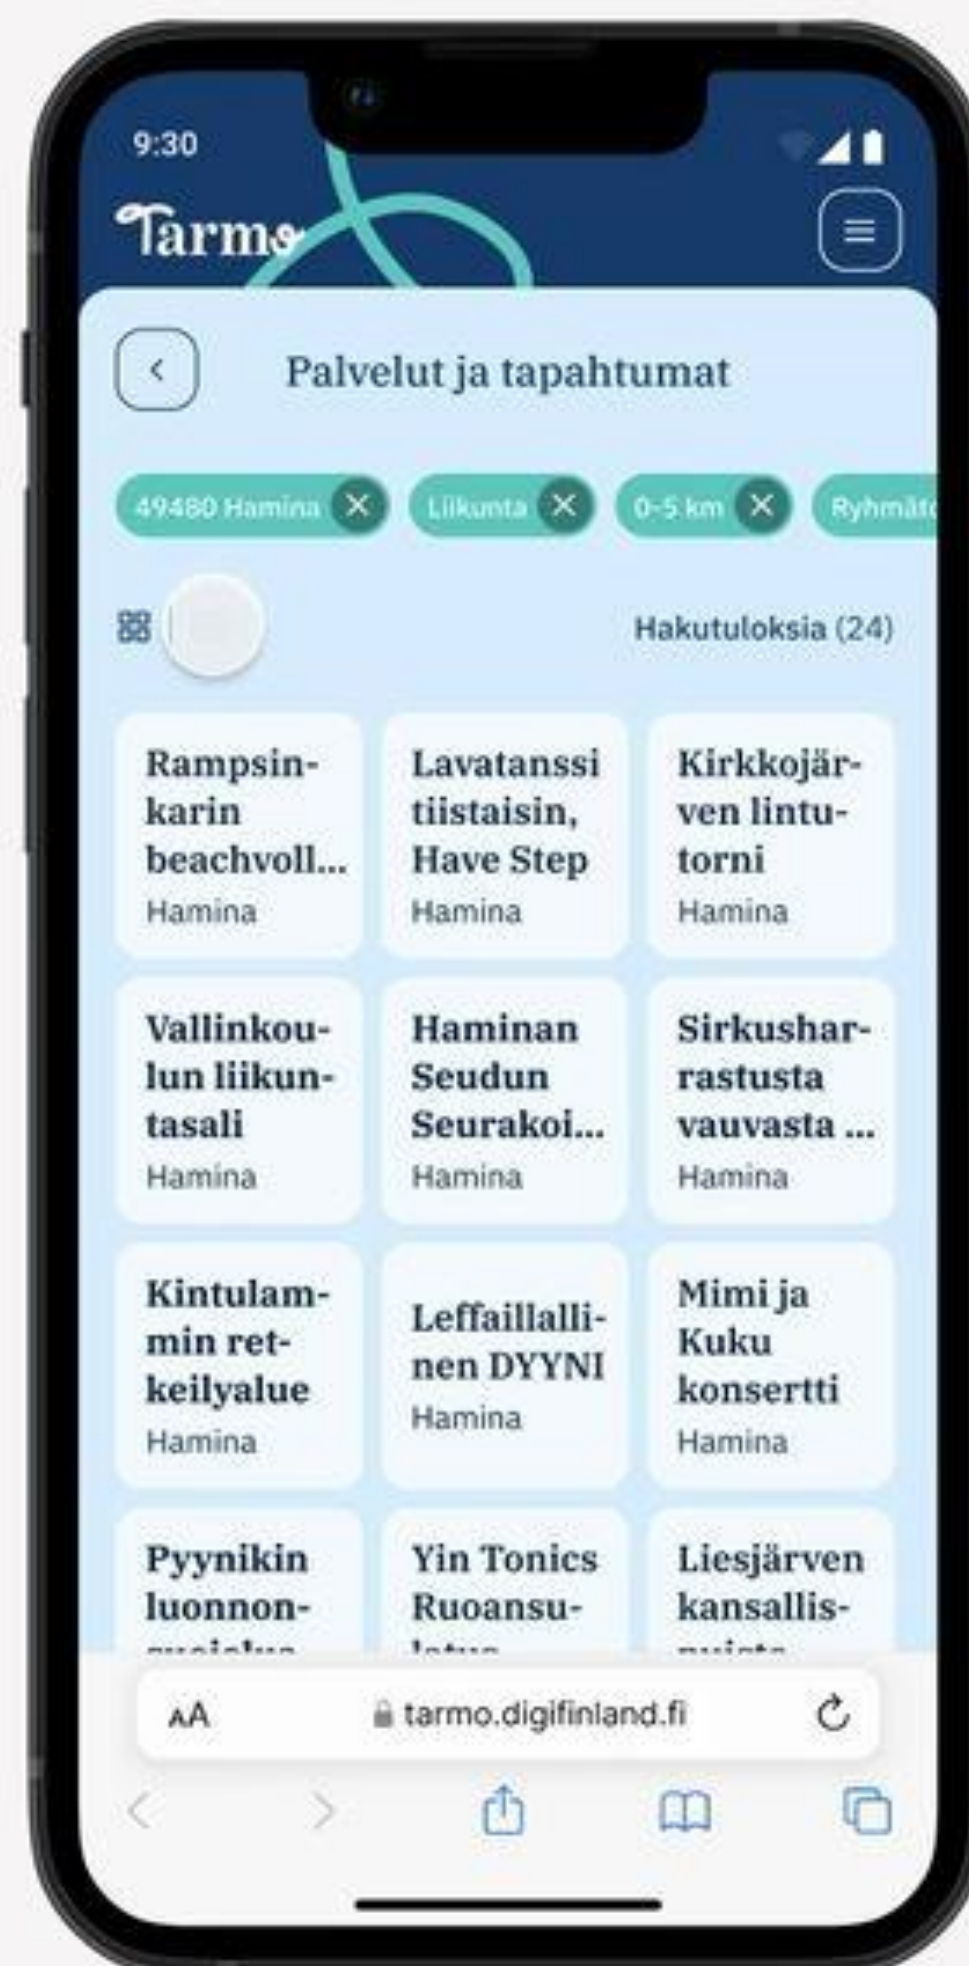 9:30
Tarmo
Palvelut ja tapahtumat
49480 Hamina
Liikunta
0-5 km
Hakutuloksia (24)
Rampsin-
karin
beachvoll...
Hamina
Lavatanssi
tiistaisin,
Have Step
Hamina
Kirkkojär-
ven lintu-
torni
Hamina
Vallinkou-
lun liikun-
tasali
Hamina
Haminan
Seudun
Seurakoi...
Hamina
Sirkushar-
rastusta
vauvasta ...
Hamina
Kintulam-
min ret-
keilyalue
Hamina
Leffaillalli-
nen DYYNI
Hamina
Mimi ja
Kuku
konsertti
Hamina
Pyynikin
luonnon-
Yin Tonics
Ruoansu-
Liesjärven
kansallis-
AA
tarmo.digifinland.fi